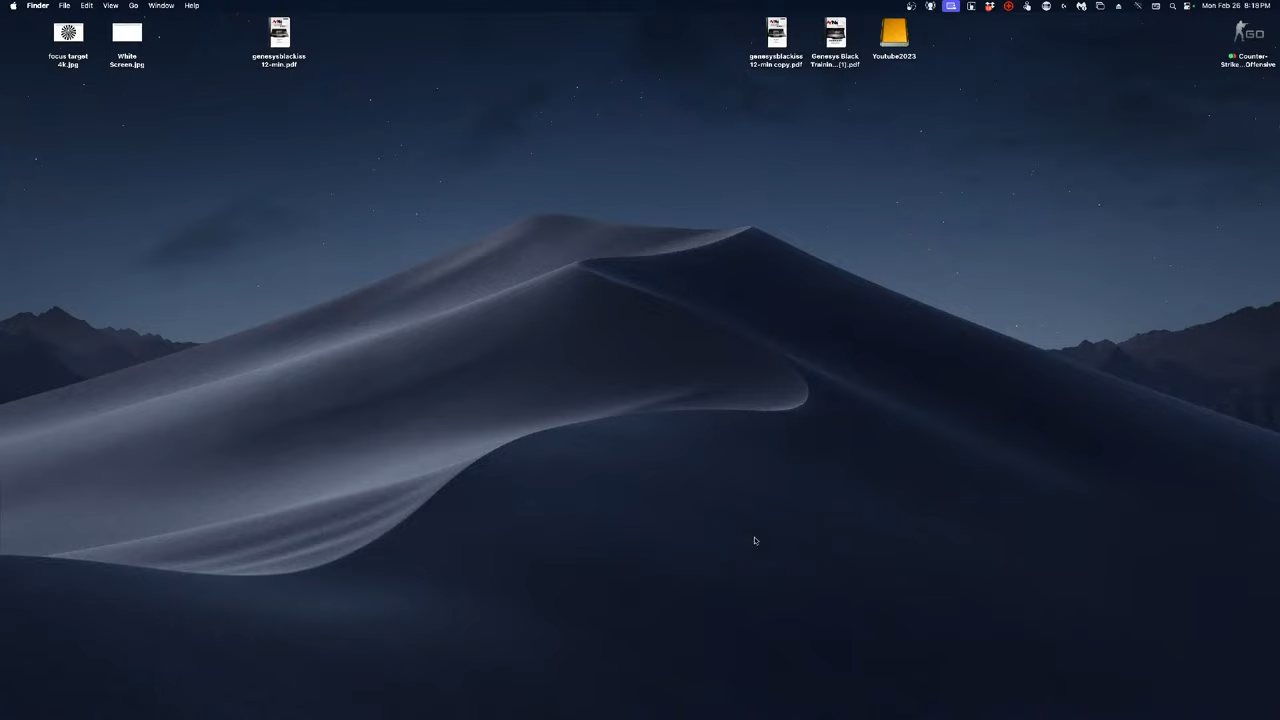 Finder File Edit View Go Window Help
Mon Feb 26 8:18 PM
focus target
4k.jpg
White
Screen.jpg
genesysblackiss
12-min.pdf
genesysblackiss
12-min copy.pdf
Genesys Black
Trainin...(1).pdf
Youtube2023
GO
Counter-
Strike...Offensive